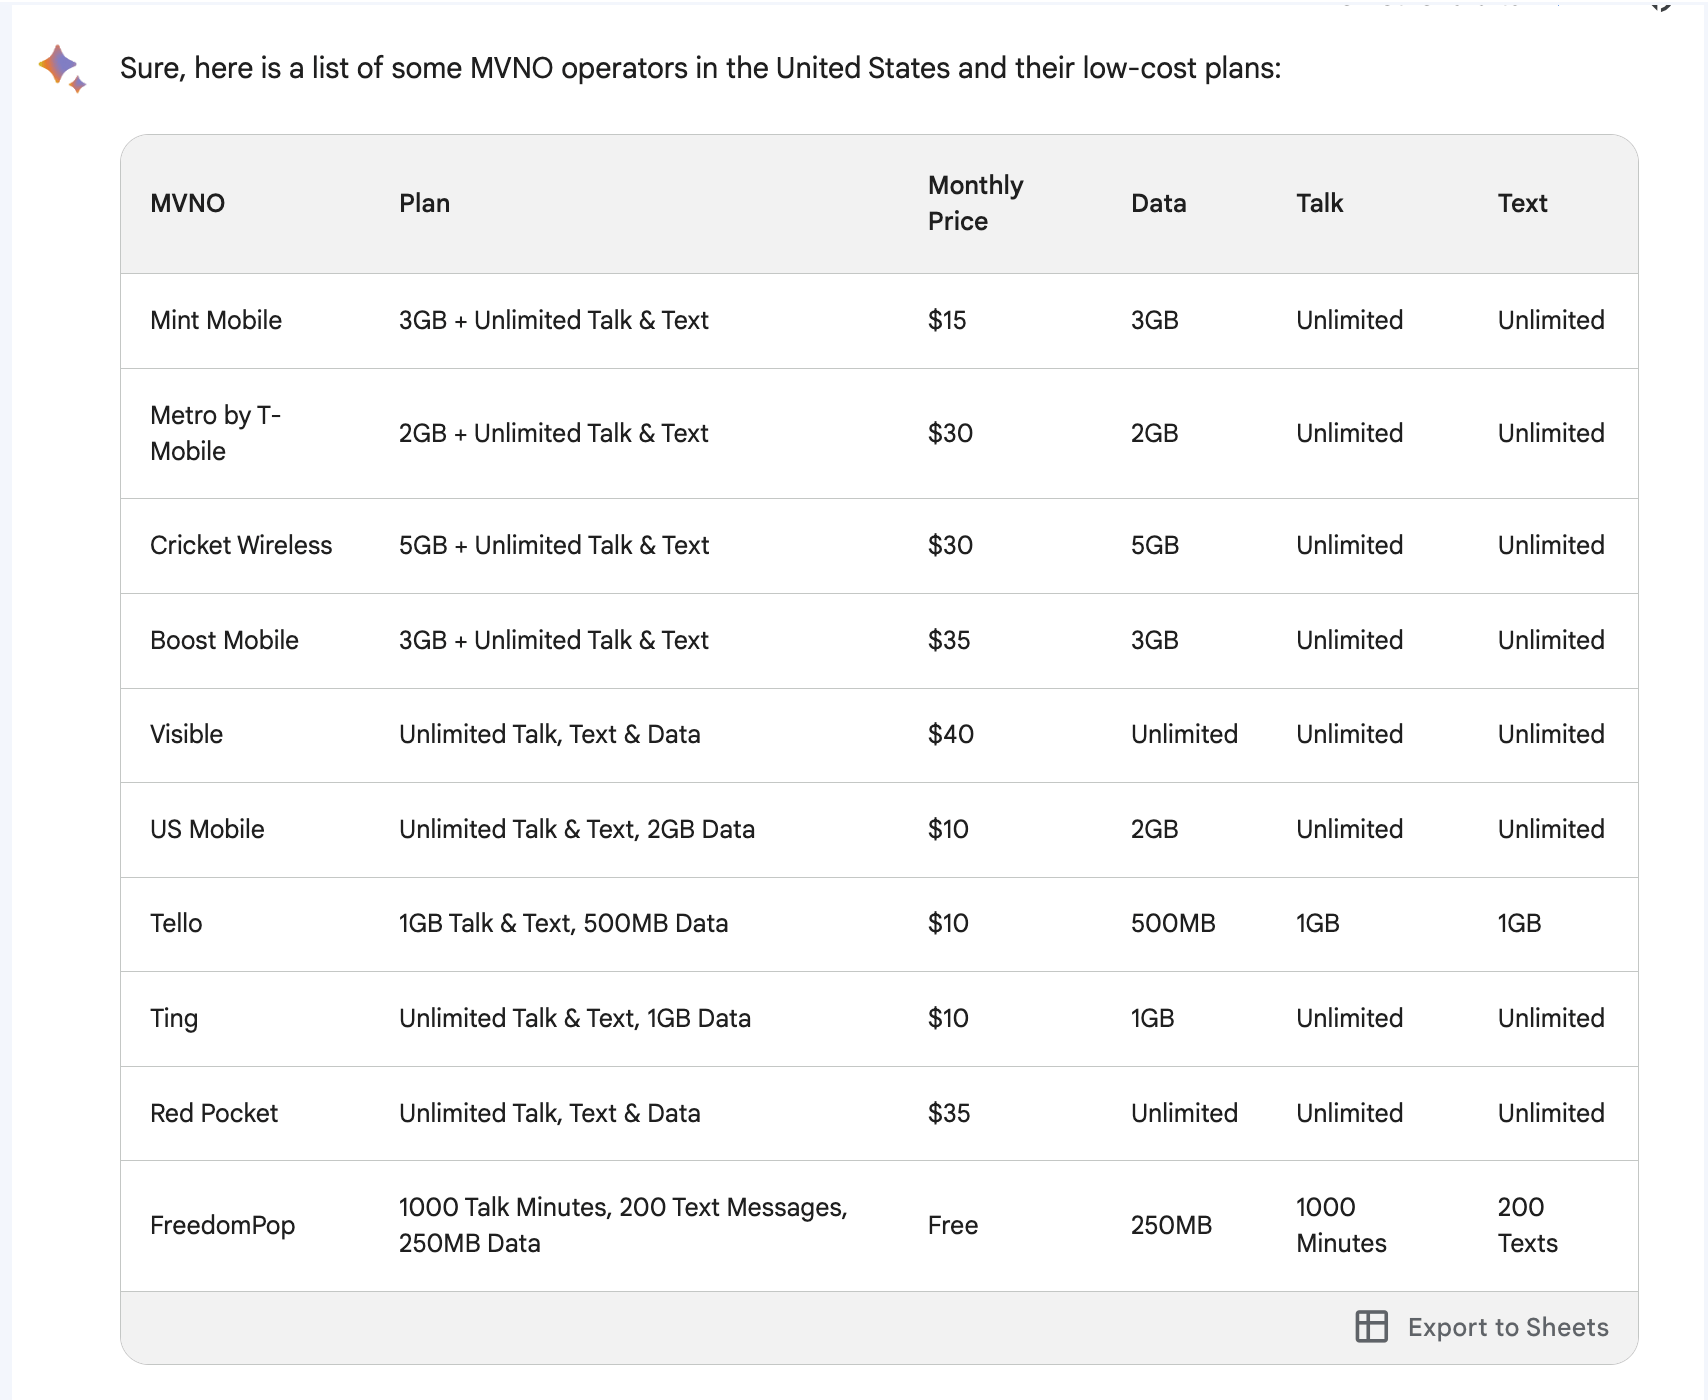 Sure, here is a list of some MVNO operators in the United States and their low-cost plans:
MVNO Plan Monthly Price Data Talk Text
Mint Mobile 3GB + Unlimited Talk & Text $15 3GB Unlimited Unlimited
Metro by T-Mobile 2GB + Unlimited Talk & Text $30 2GB Unlimited Unlimited
Cricket Wireless 5GB + Unlimited Talk & Text $30 5GB Unlimited Unlimited
Boost Mobile 3GB + Unlimited Talk & Text $35 3GB Unlimited Unlimited
Visible Unlimited Talk, Text & Data $40 Unlimited Unlimited Unlimited
US Mobile Unlimited Talk & Text, 2GB Data $10 2GB Unlimited Unlimited
Tello 1GB Talk & Text, 500MB Data $10 500MB 1GB 1GB
Ting Unlimited Talk & Text, 1GB Data $10 1GB Unlimited Unlimited
Red Pocket Unlimited Talk, Text & Data $35 Unlimited Unlimited Unlimited
FreedomPop 1000 Talk Minutes, 200 Text Messages, 250MB Data Free 250MB 1000 Minutes 200 Texts
Export to Sheets